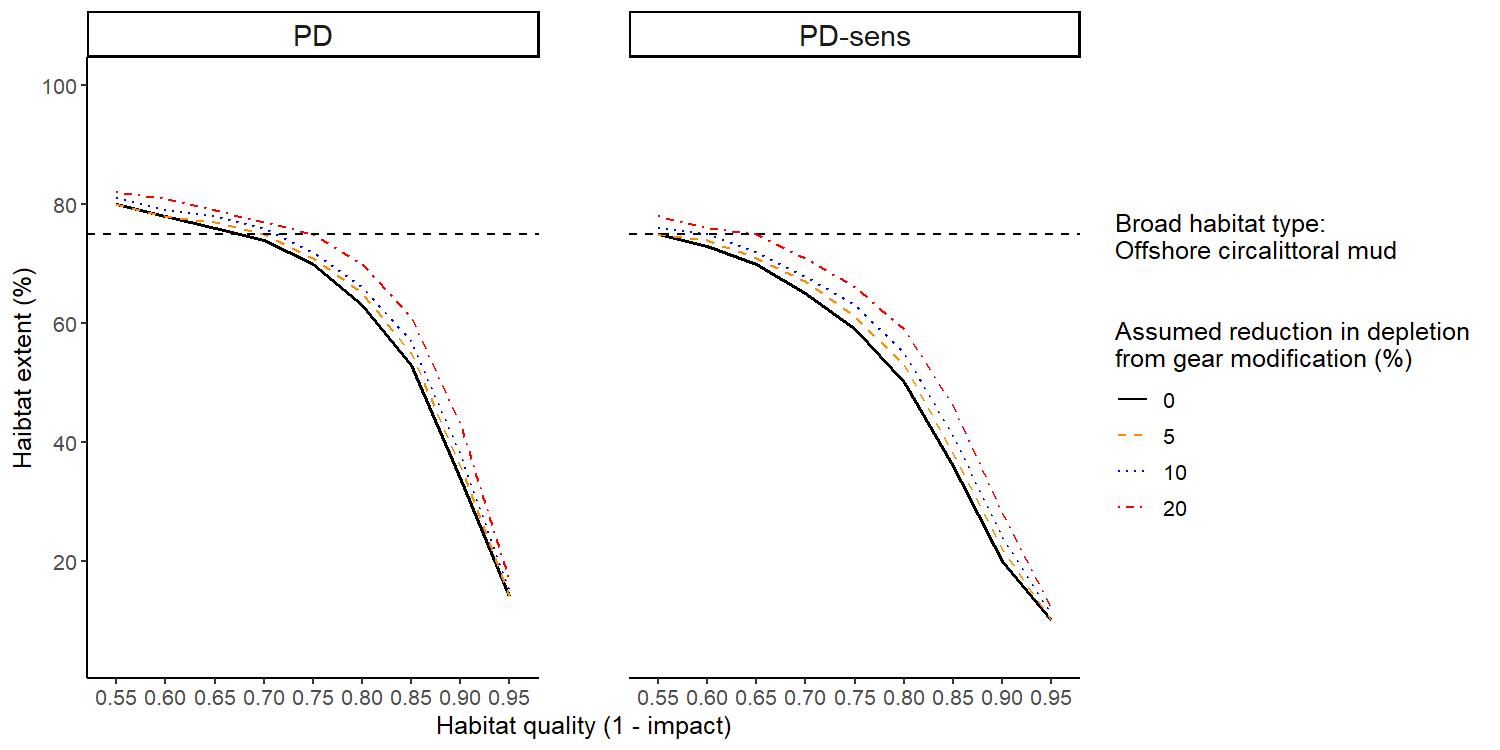 PD
PD-sens
100
80
60
40
20
Haibtat extent (%)
0.55 0.60 0.65 0.70 0.75 0.80 0.85 0.90 0.95
0.55 0.60 0.65 0.70 0.75 0.80 0.85 0.90 0.95
Habitat quality (1 - impact)
Broad habitat type:
Offshore circalittoral mud
Assumed reduction in depletion
from gear modification (%)
0
5
10
20